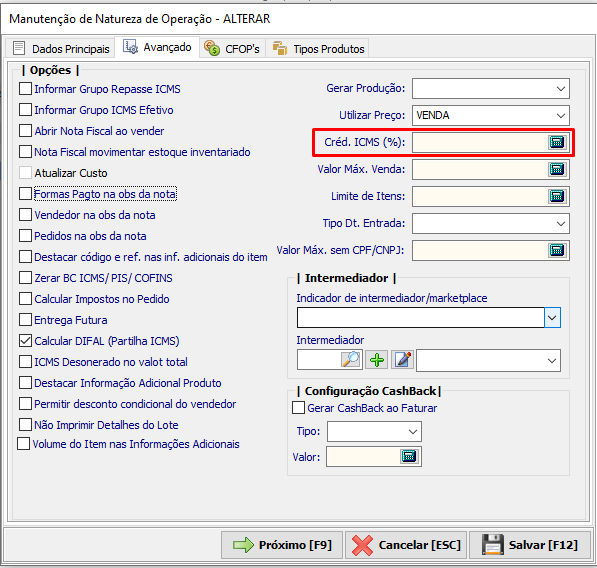 Manutenção de Natureza de Operação - ALTERAR
Dados Principais
Avançado
CFOP's
Tipos Produtos
| Opções |
Informar Grupo Repasse ICMS
Informar Grupo ICMS Efetivo
Abrir Nota Fiscal ao vender
Nota Fiscal movimentar estoque inventariado
Atualizar Custo
Formas Pagto na obs da nota
Vendedor na obs da nota
Pedidos na obs da nota
Destacar código e ref. nas inf. adicionais do item
Zerar BC ICMS/ PIS/ COFINS
Calcular Impostos no Pedido
Entrega Futura
Calcular DIFAL (Partilha ICMS)
ICMS Desonerado no valot total
Destacar Informação Adicional Produto
Permitir desconto condicional do vendedor
Não Imprimir Detalhes do Lote
Volume do Item nas Informações Adicionais
Gerar Produção:
Utilizar Preço: VENDA
Créd. ICMS (%):
Valor Máx. Venda:
Limite de Itens:
Tipo Dt. Entrada:
Valor Máx. sem CPF/CNPJ:
| Intermediador |
Indicador de intermediador/marketplace
Intermediador
| Configuração CashBack|
Gerar CashBack ao Faturar
Tipo:
Valor:
Próximo [F9]
Cancelar [ESC]
Salvar [F12]